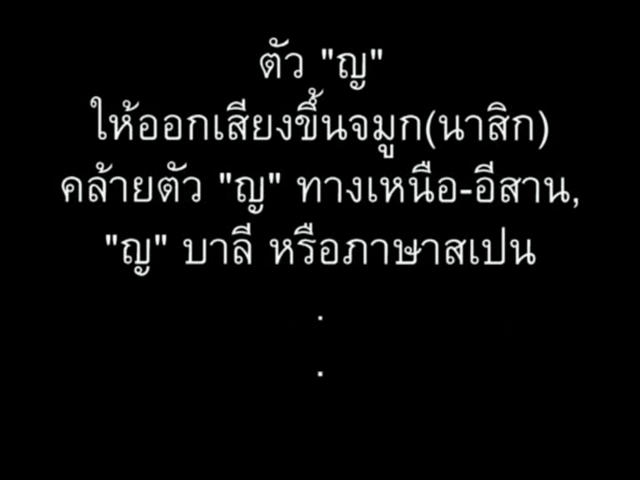 ตัว "ญ"
ให้ออกเสียงขึ้นจมูก(นาสิก)
คล้ายตัว "ญ" ทางเหนือ-อีสาน,
"ญ" บาลี หรือภาษาสเปน
.
.